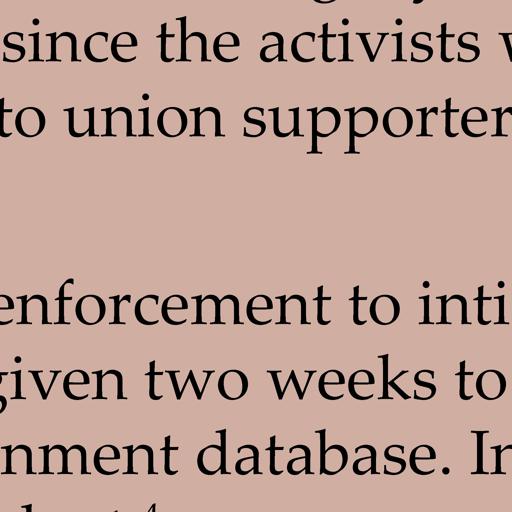 since the activists
to union supporter
enforcement to inti
given two weeks to
nment database. In